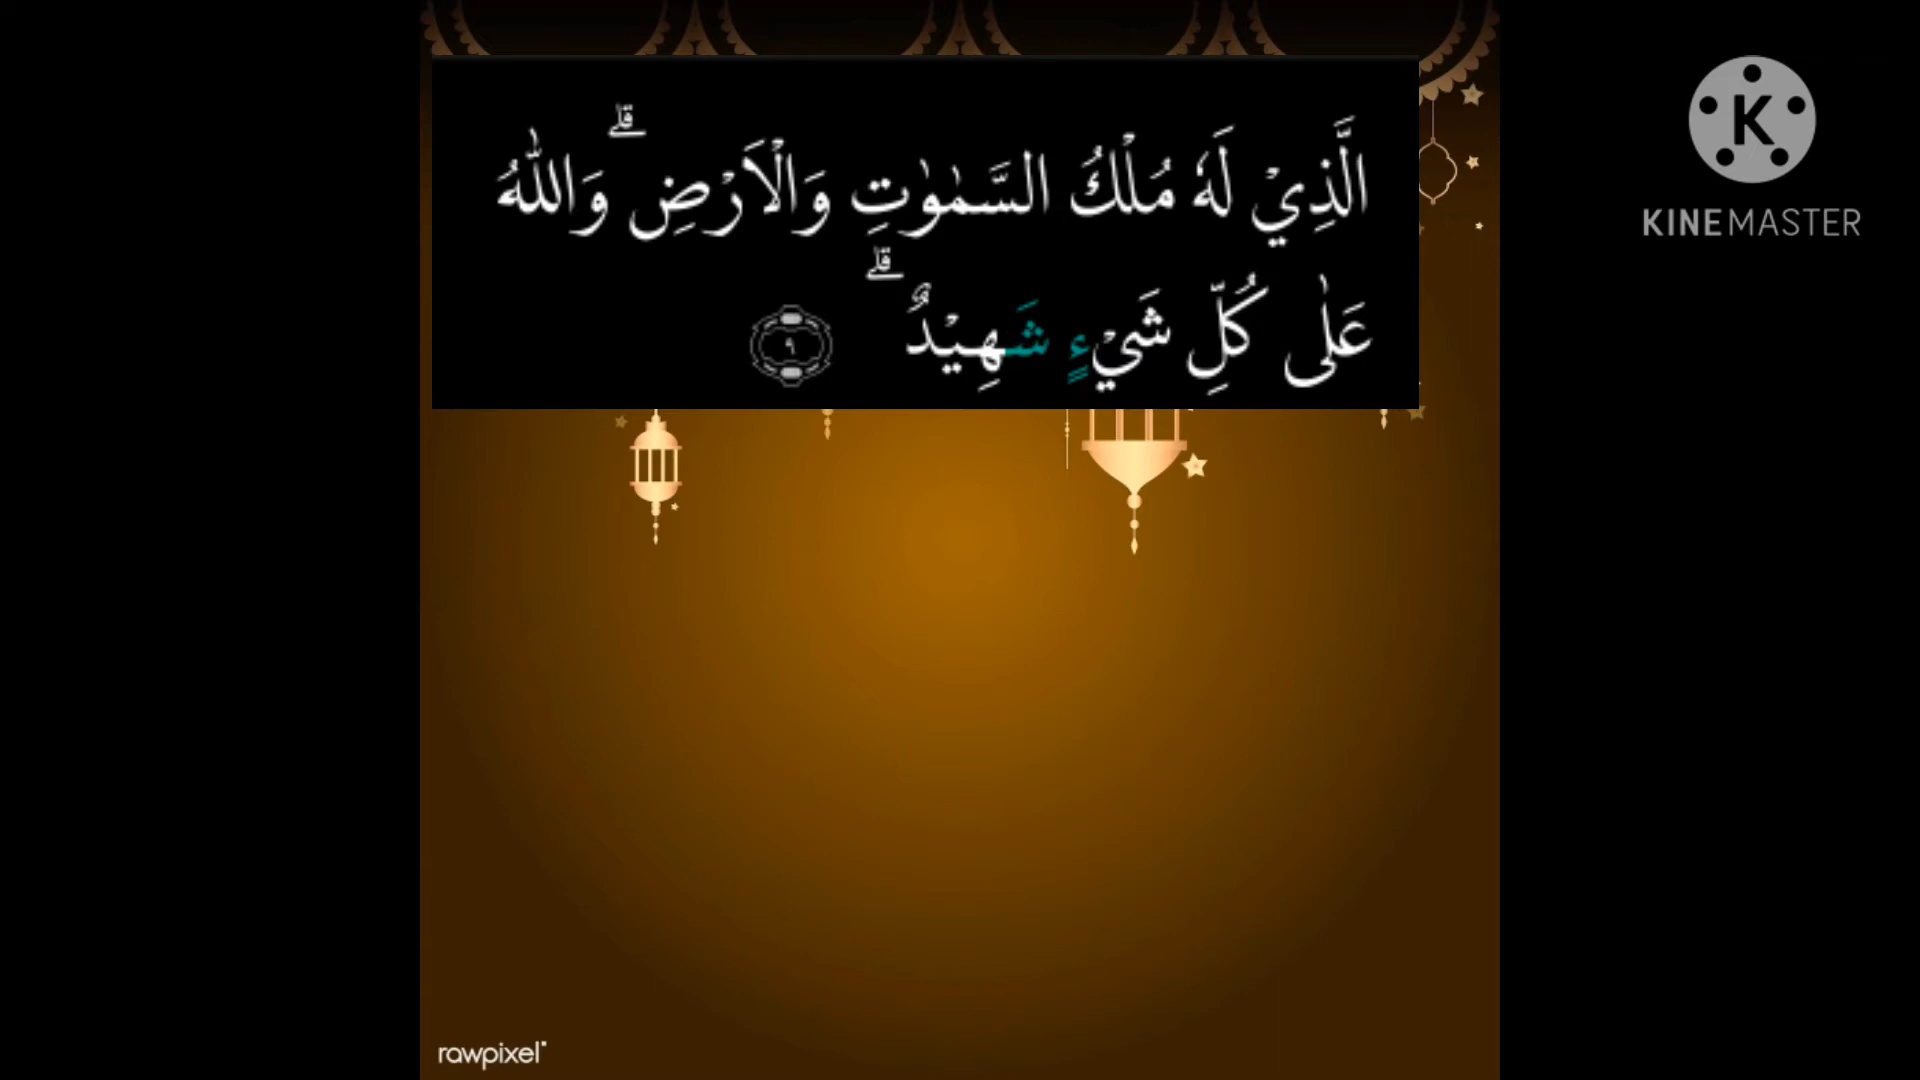 الَّذِيْ لَهٗ مُلْكُ السَّمٰوٰتِ وَالْاَرْضِ ۗوَاللّٰهُ
عَلٰى كُلِّ شَيْءٍ شَهِيْدٌ ۗ ٩
KINEMASTER
rawpixel